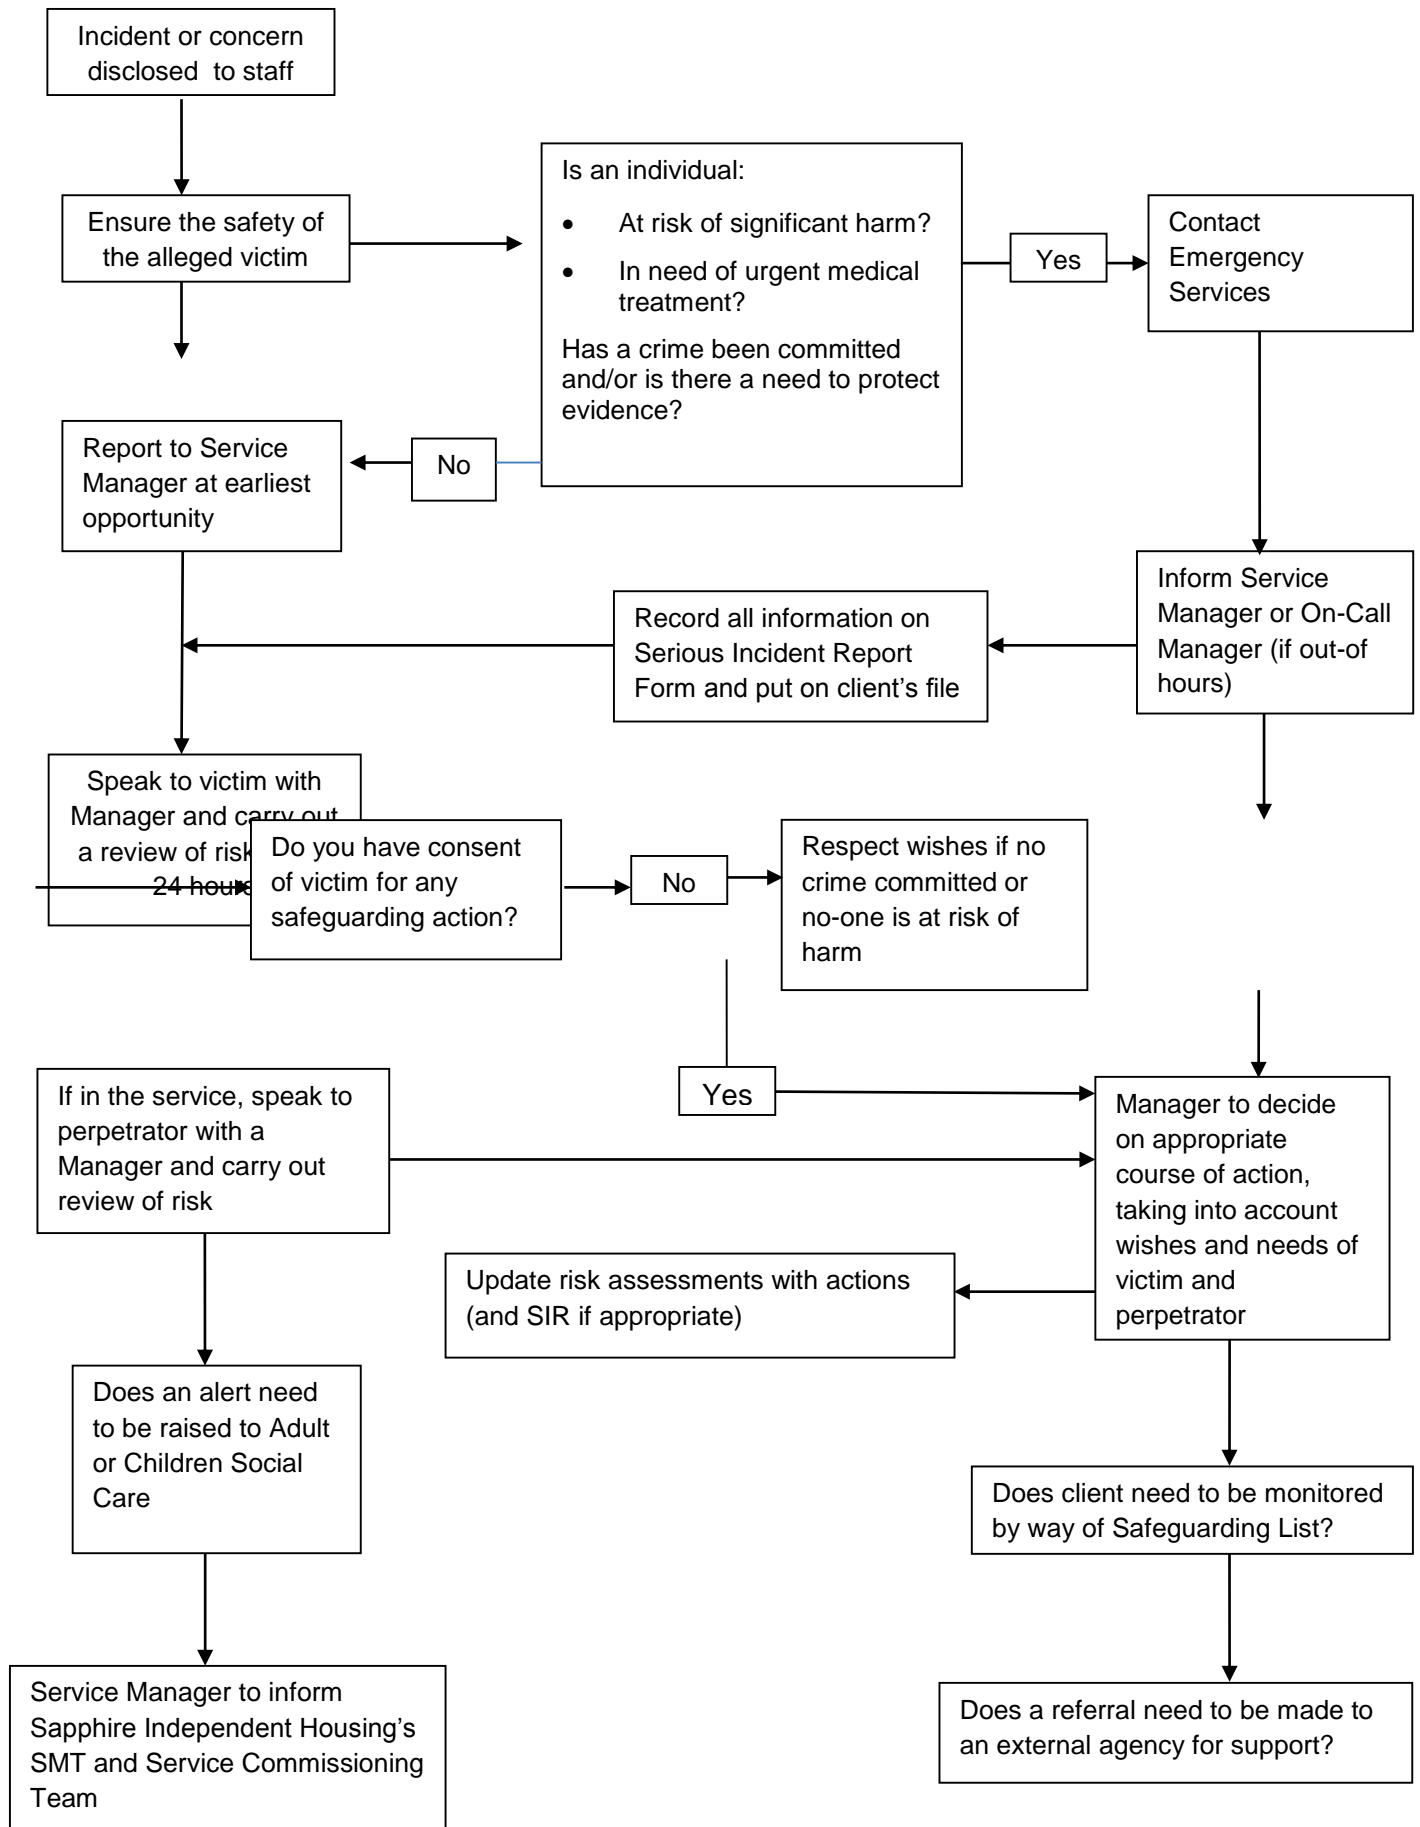 Incident or concern
disclosed to staff
Ensure the safety of
the alleged victim
Is an individual:
• At risk of significant harm?
• In need of urgent medical
treatment?
Has a crime been committed
and/or is there a need to protect
evidence?
Yes
Contact
Emergency
Services
Report to Service
Manager at earliest
opportunity
No
Record all information on
Serious Incident Report
Form and put on client's file
Inform Service
Manager or On-Call
Manager (if out-of
hours)
Speak to victim with
Manager and carry out
a review of risk
24 hours
Do you have consent
of victim for any
safeguarding action?
No
Respect wishes if no
crime committed or
no-one is at risk of
harm
Yes
If in the service, speak to
perpetrator with a
Manager and carry out
review of risk
Manager to decide
on appropriate
course of action,
taking into account
wishes and needs of
victim and
perpetrator
Update risk assessments with actions
(and SIR if appropriate)
Does an alert need
to be raised to Adult
or Children Social
Care
Does client need to be monitored
by way of Safeguarding List?
Service Manager to inform
Sapphire Independent Housing's
SMT and Service Commissioning
Team
Does a referral need to be made to
an external agency for support?